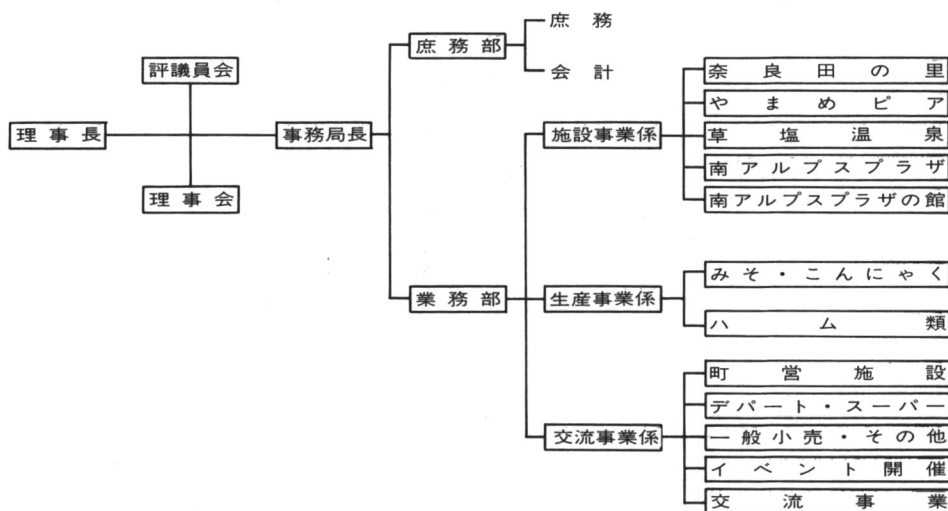 評議員会
理事長
理事会
事務局長
庶務部
庶務
会計
業務部
施設事業係
奈良田の里
やまめピア
草塩温泉
南アルプスプラザ
南アルプスプラザの館
生産事業係
みそ・こんにゃく
ハム類
交流事業係
町営施設
デパート・スーパー
一般小売・その他
イベント開催
交流事業